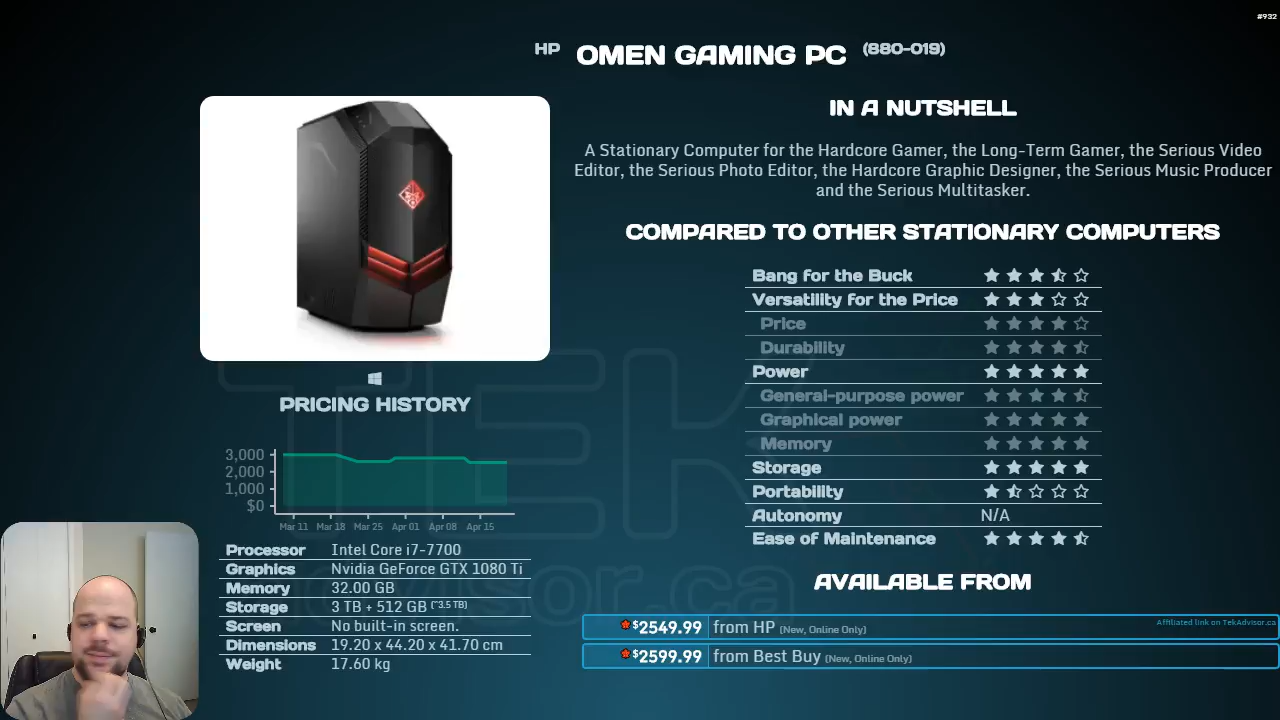 #932
HP OMEN GAMING PC (880-019)
IN A NUTSHELL
A Stationary Computer for the Hardcore Gamer, the Long-Term Gamer, the Serious Video
Editor, the Serious Photo Editor, the Hardcore Graphic Designer, the Serious Music Producer
and the Serious Multitasker.
COMPARED TO OTHER STATIONARY COMPUTERS
Bang for the Buck
Versatility for the Price
Price
Durability
Power
General-purpose power
Graphical power
Memory
Storage
Portability
Autonomy N/A
Ease of Maintenance
PRICING HISTORY
3,000
2,000
1,000
$0
Mar 11 Mar 18 Mar 25 Apr 01 Apr 08 Apr 15
Processor Intel Core i7-7700
Graphics Nvidia GeForce GTX 1080 Ti
Memory 32.00 GB
Storage 3 TB + 512 GB (~3.5 TB)
Screen No built-in screen.
Dimensions 19.20 x 44.20 x 41.70 cm
Weight 17.60 kg
AVAILABLE FROM
$2549.99 from HP (New, Online Only) Affiliated link on TekAdvisor.ca
$2599.99 from Best Buy (New, Online Only)
TEK
advisor.ca